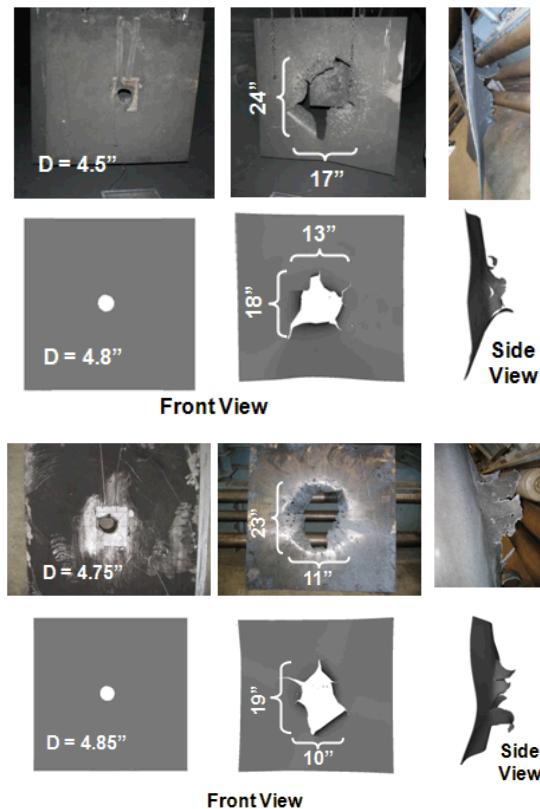 D = 4.5”
24”
17”
D = 4.8”
18”
13”
Side
View
Front View
D = 4.75”
23”
11”
D = 4.85”
19”
10”
Side
View
Front View